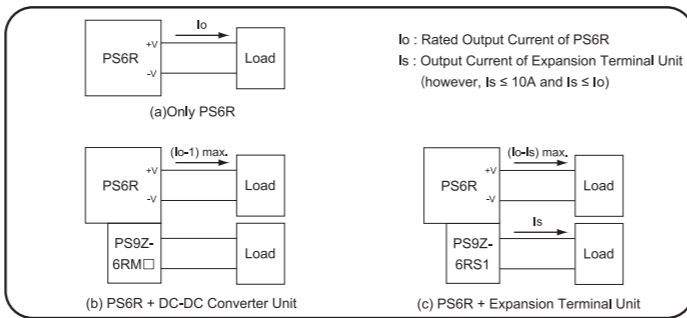 Io
+V
PS6R
-V
Load
(a)Only PS6R
Io : Rated Output Current of PS6R
Is : Output Current of Expansion Terminal Unit
(however, Is ≤ 10A and Is ≤ Io)
(Io-1) max.
+V
PS6R
-V
Load
PS9Z-
6RM□
Load
(b) PS6R + DC-DC Converter Unit
(Io-Is) max.
+V
PS6R
-V
Load
Is
PS9Z-
6RS1
Load
(c) PS6R + Expansion Terminal Unit